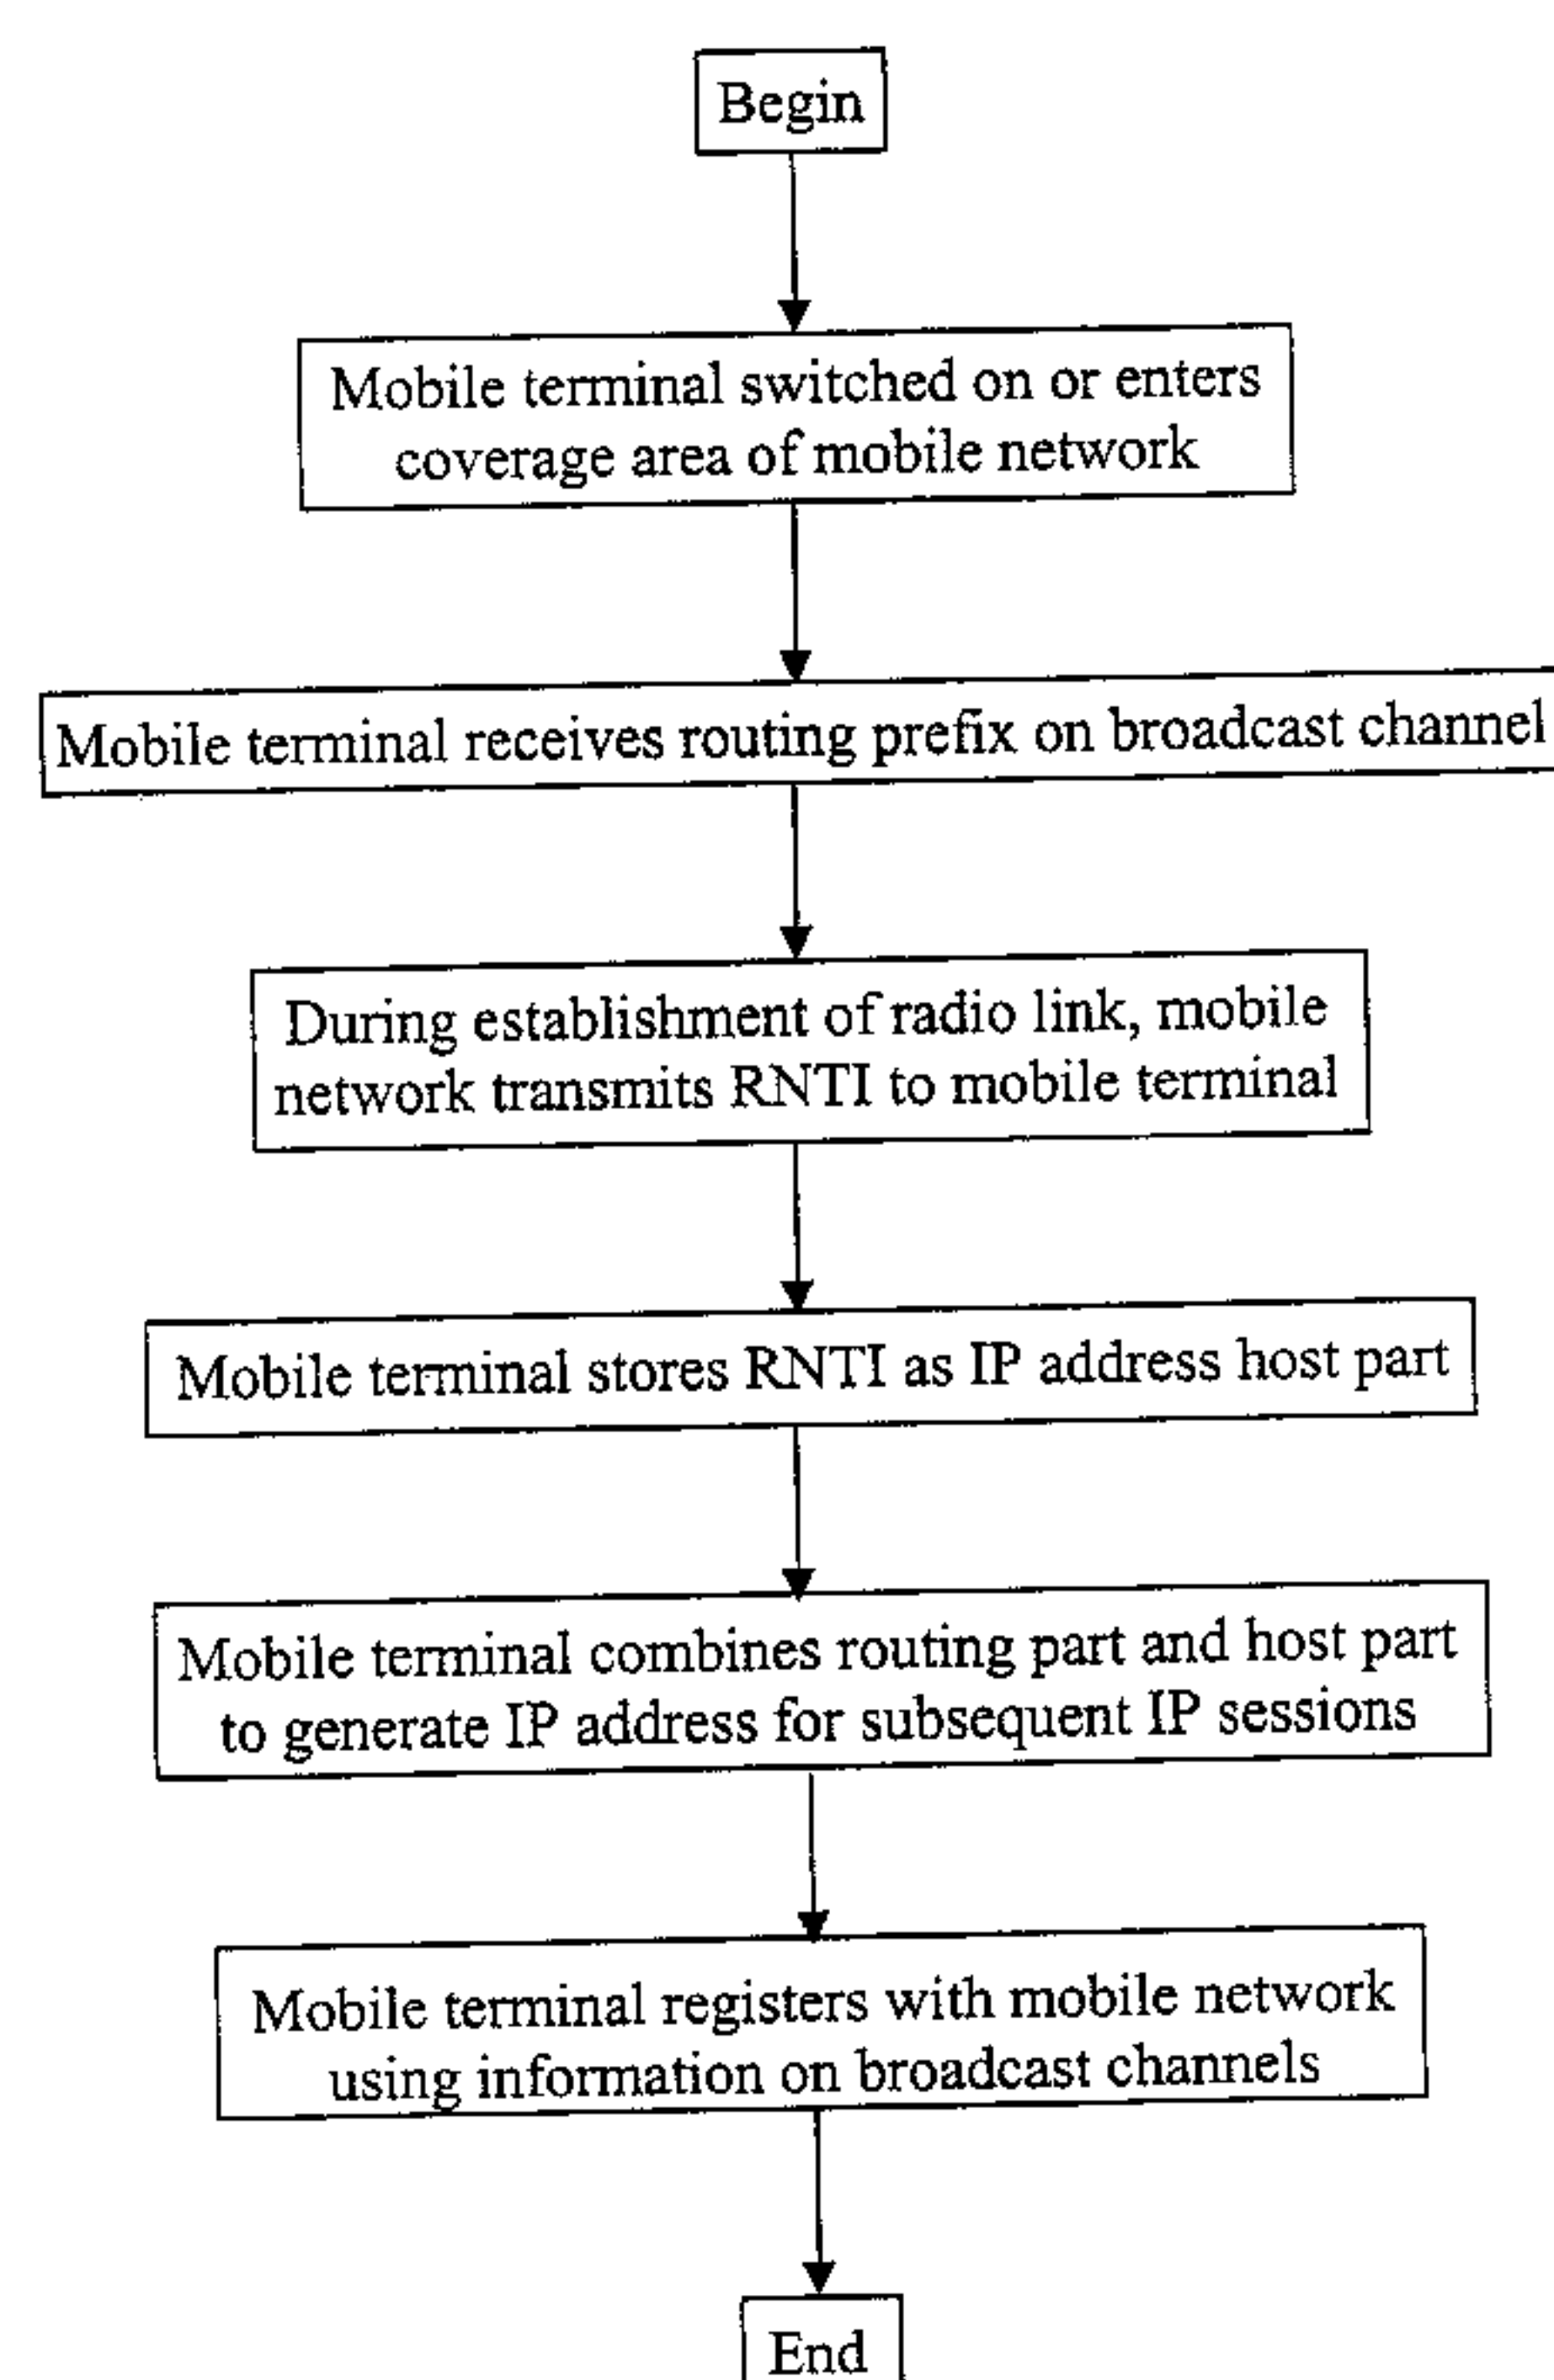 Begin
Mobile terminal switched on or enters
coverage area of mobile network
Mobile terminal receives routing prefix on broadcast channel
During establishment of radio link, mobile
network transmits RNTI to mobile terminal
Mobile terminal stores RNTI as IP address host part
Mobile terminal combines routing part and host part
to generate IP address for subsequent IP sessions
Mobile terminal registers with mobile network
using information on broadcast channels
End